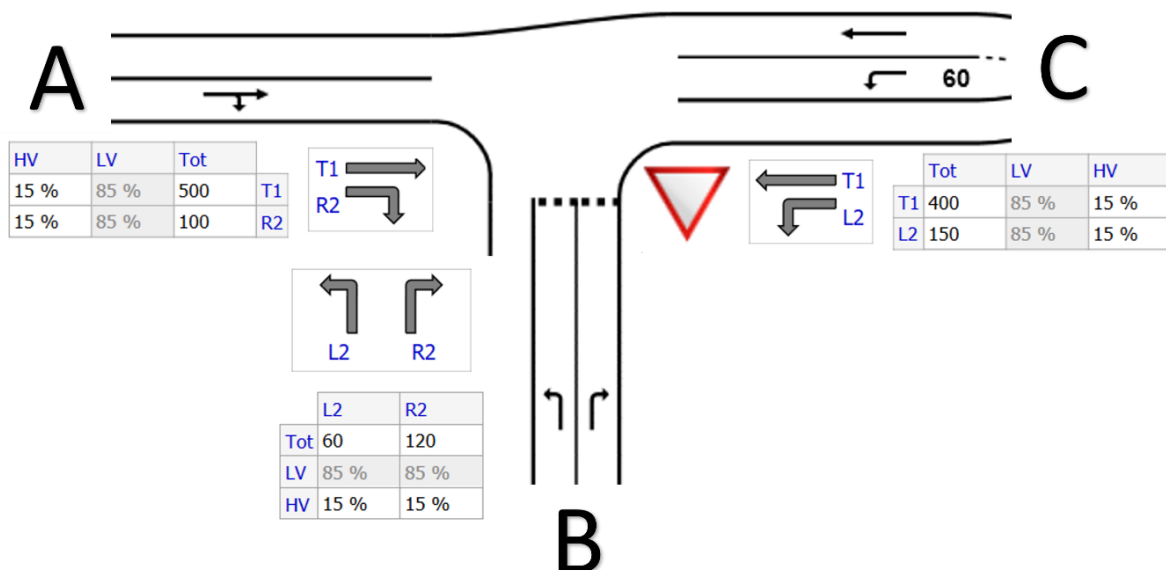 A
C
60
HV LV Tot
15 % 85 % 500 T1
15 % 85 % 100 R2
T1
R2
T1
L2
Tot LV HV
T1 400 85 % 15 %
L2 150 85 % 15 %
L2 R2
L2 R2
Tot 60 120
LV 85 % 85 %
HV 15 % 15 %
B